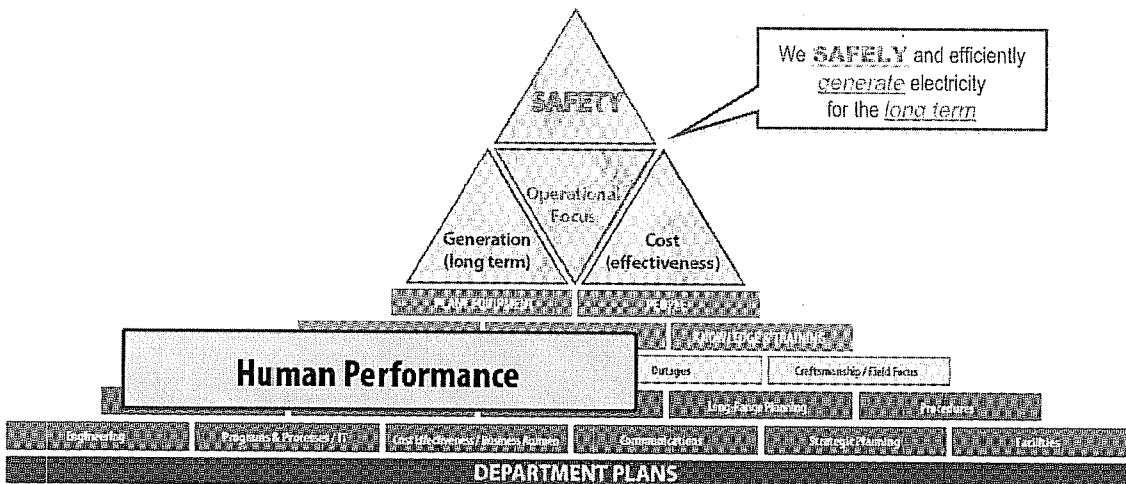 We SAFELY and efficiently
generate electricity
for the long term
SAFETY
Operational
Focus
Generation
(long term)
Cost
(effectiveness)
PLANT EQUIPMENT
PEOPLE
KNOWLEDGE & TRAINING
Human Performance
Outages
Craftsmanship / Field Focus
Long-Range Planning
Procedures
Engineering
Programs & Processes / IT
Cost Effectiveness / Business Acumen
Communications
Strategic Planning
Facilities
DEPARTMENT PLANS